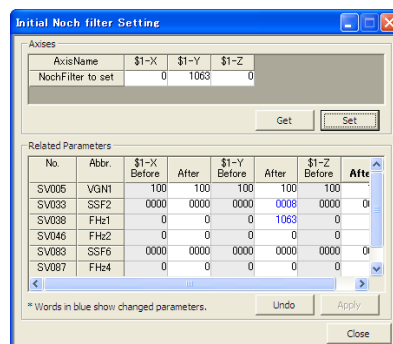 Initial Noch filter Setting
Axises
AxisName $1-X $1-Y $1-Z
NochFilter to set 0 1063 0
Get Set
Related Parameters
No. Abbr. $1-X Before After $1-Y Before After $1-Z Before Afte
SV005 VGN1 100 100 100 100 100
SV033 SSF2 0000 0000 0000 0008 0000
SV038 FHz1 0 0 0 1063 0
SV046 FHz2 0 0 0 0 0
SV083 SSF6 0000 0000 0000 0000 0000
SV087 FHz4 0 0 0 0 0
* Words in blue show changed parameters. Undo Apply
Close